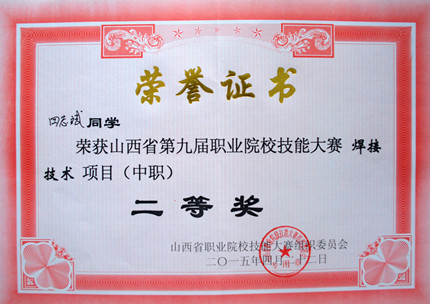 荣誉证书
同学
荣获山西省第九届职业院校技能大赛 焊接
技术 项目（中职）
二等奖
山西省职业院校技能大赛组织委员会
二〇一五年四月二十二日